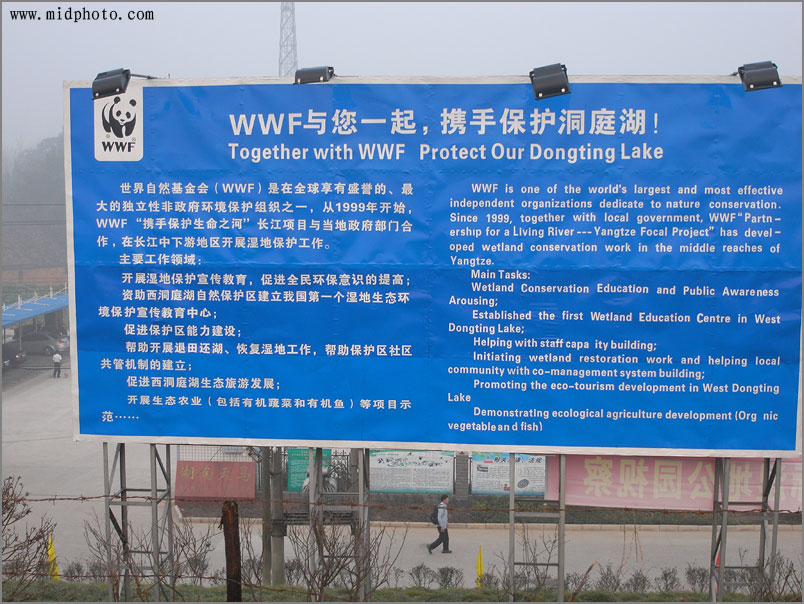 www.midphoto.com
WWF
WWF与您一起，携手保护洞庭湖！
Together with WWF Protect Our Dongting Lake
世界自然基金会（WWF）是在全球享有盛誉的、最
大的独立性非政府环境保护组织之一，从1999年开始，
WWF“携手保护生命之河”长江项目与当地政府部门合
作，在长江中下游地区开展湿地保护工作。
主要工作领域：
开展湿地保护宣传教育，促进全民环保意识的提高；
资助西洞庭湖自然保护区建立我国第一个湿地生态环
境保护宣传教育中心；
促进保护区能力建设；
帮助开展退田还湖、恢复湿地工作，帮助保护区社区
共管机制的建立；
促进西洞庭湖生态旅游发展；
开展生态农业（包括有机蔬菜和有机鱼）等项目示
范……
WWF is one of the world's largest and most effective
independent organizations dedicate to nature conservation.
Since 1999, together with local government, WWF“Partn-
ership for a Living River---Yangtze Focal Project” has devel-
oped wetland conservation work in the middle reaches of
Yangtze.
Main Tasks:
Wetland Conservation Education and Public Awareness
Arousing;
Established the first Wetland Education Centre in West
Dongting Lake;
Helping with staff capa ity building;
Initiating wetland restoration work and helping local
community with co-management system building;
Promoting the eco-tourism development in West Dongting
Lake
Demonstrating ecological agriculture development (Org nic
vegetable and fish)
公园视察